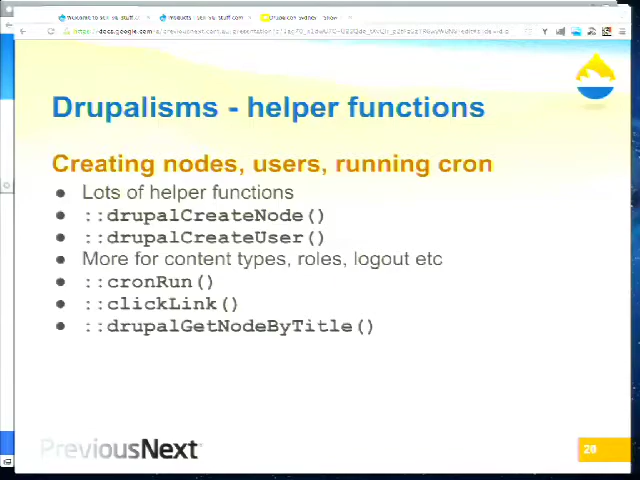 Drupalisms - helper functions
Creating nodes, users, running cron
Lots of helper functions
::drupalCreateNode()
::drupalCreateUser()
More for content types, roles, logout etc
::cronRun()
::clickLink()
::drupalGetNodeByTitle()
PreviousNext
20